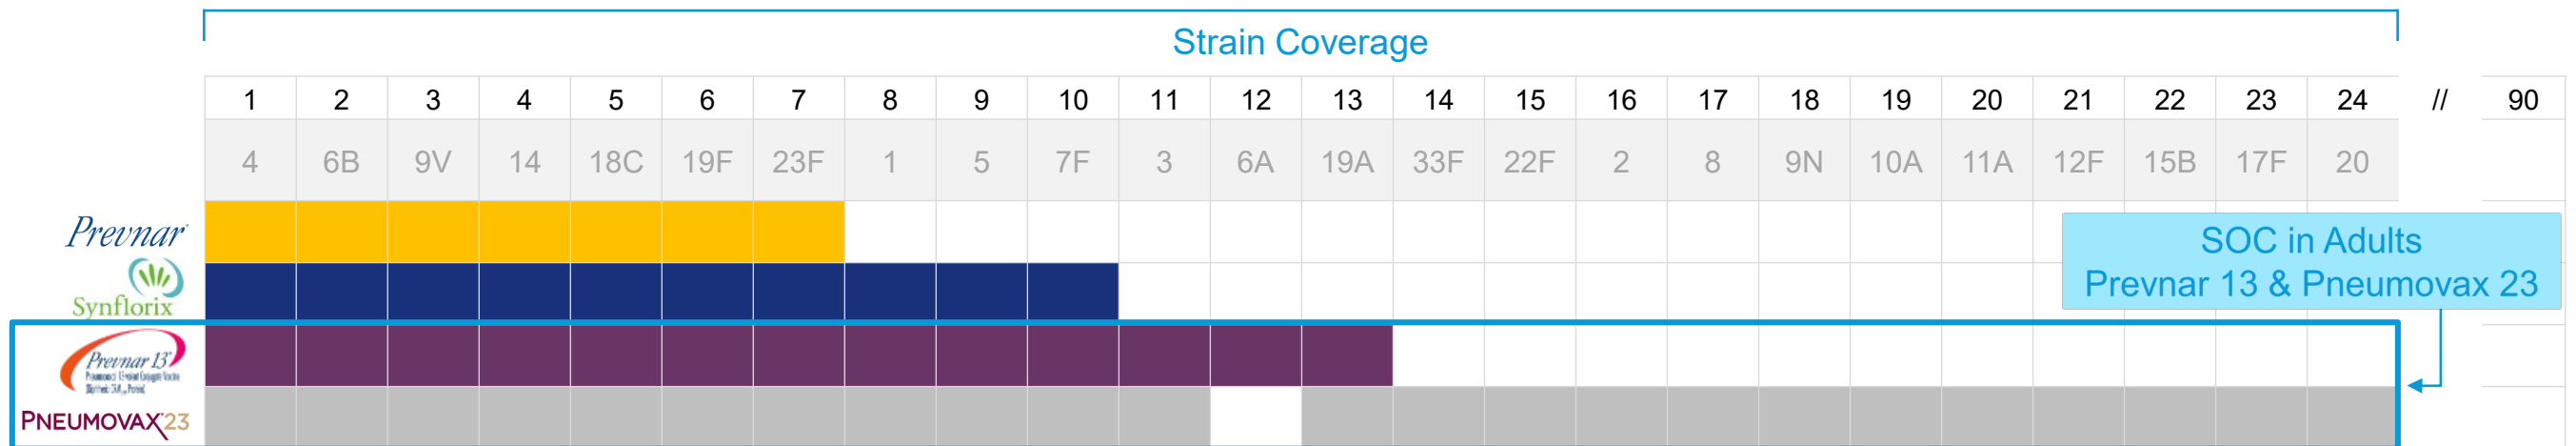 Strain Coverage
1 2 3 4 5 6 7 8 9 10 11 12 13 14 15 16 17 18 19 20 21 22 23 24 // 90
4 6B 9V 14 18C 19F 23F 1 5 7F 3 6A 19A 33F 22F 2 8 9N 10A 11A 12F 15B 17F 20
Prevnar
Synflorix
SOC in Adults
Prevnar 13 & Pneumovax 23
Prevnar 13
PNEUMOVAX 23